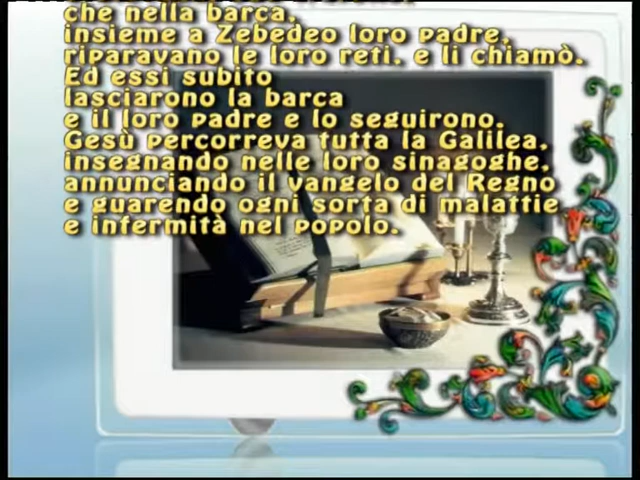 che nella barca,
insieme a Zebedeo loro padre,
riparavano le loro reti. e li chiamò.
Ed essi subito
lasciarono la barca
e il loro padre e lo seguirono.
Gesù percorreva tutta la Galilea,
insegnando nelle loro sinagoghe,
annunciando il vangelo del Regno
e guarendo ogni sorta di malattie
e infermità nel popolo.